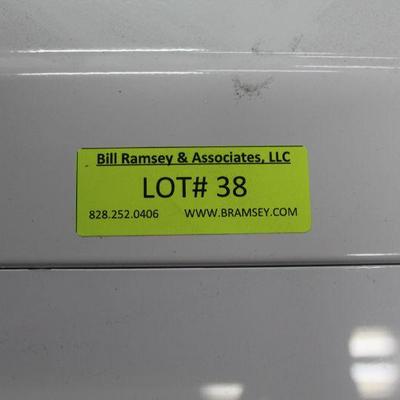 Bill Ramsey & Associates, LLC
LOT# 38
828.252.0406 WWW.BRAMSEY.COM